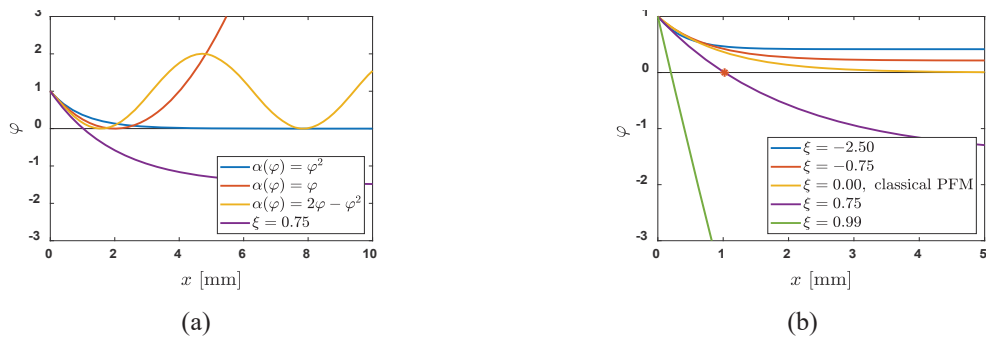 3
2
1
0
-1
-2
-3
φ
0 2 4 6 8 10
x [mm]
α(φ) = φ²
α(φ) = φ
α(φ) = 2φ − φ²
ξ = 0.75
(a)
1
0
-1
-2
-3
φ
0 1 2 3 4 5
x [mm]
ξ = −2.50
ξ = −0.75
ξ = 0.00, classical PFM
ξ = 0.75
ξ = 0.99
(b)